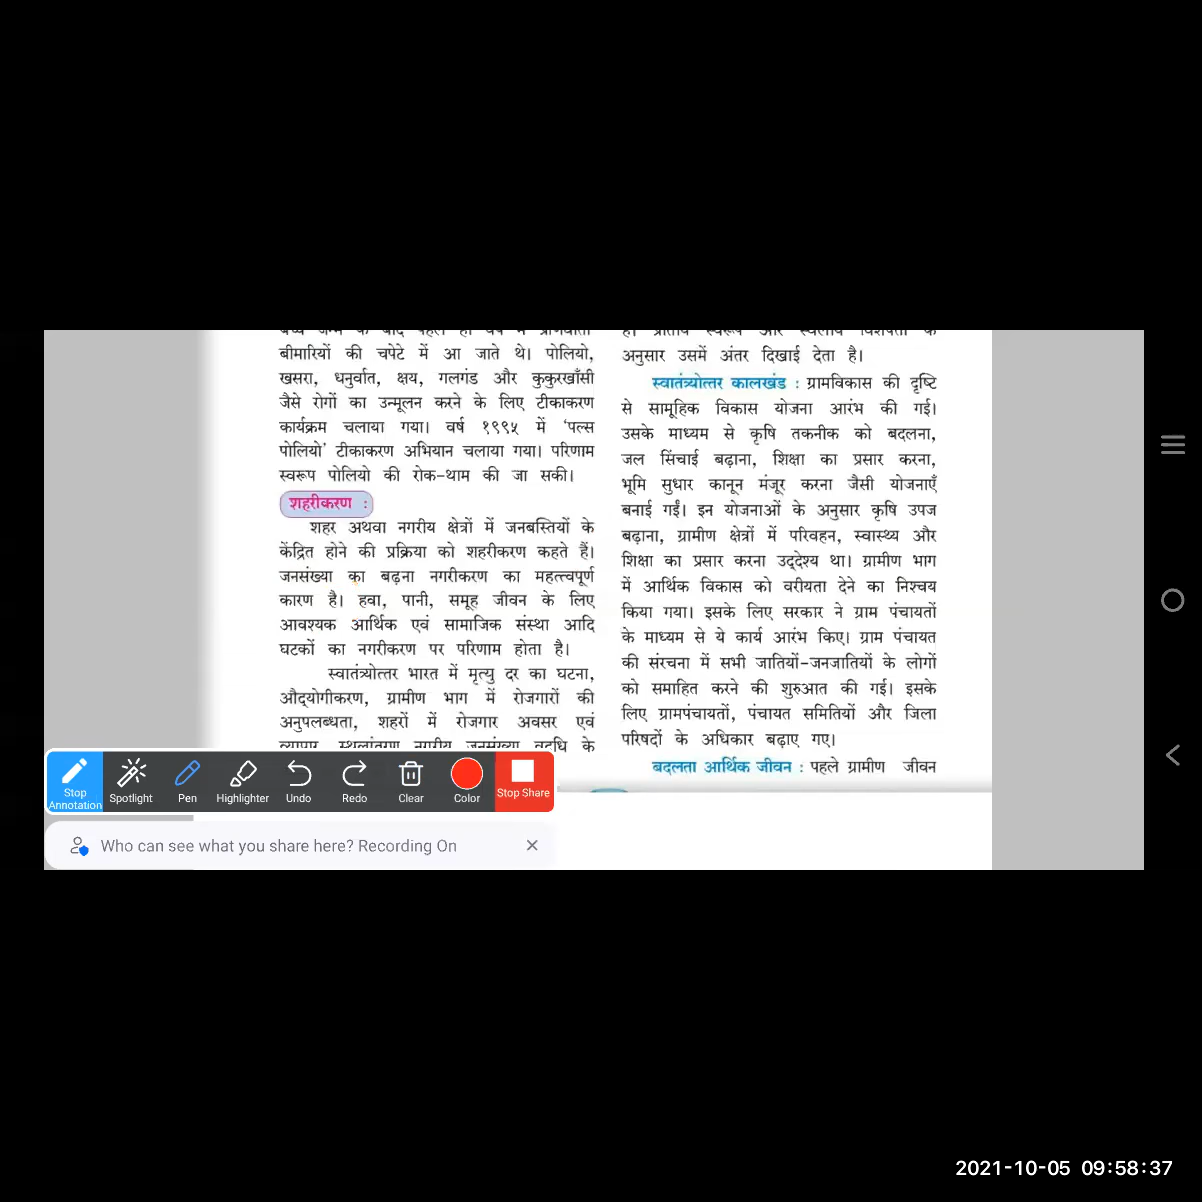 बीमारियों की चपेटे में आ जाते थे। पोलियो,
खसरा, धनुर्वात, क्षय, गलगंड और कुकुरखाँसी
जैसे रोगों का उन्मूलन करने के लिए टीकाकरण
कार्यक्रम चलाया गया। वर्ष १९९५ में ‘पल्स
पोलियो’ टीकाकरण अभियान चलाया गया। परिणाम
स्वरूप पोलियो की रोक-थाम की जा सकी।
शहरीकरण :
शहर अथवा नगरीय क्षेत्रों में जनबस्तियों के
केंद्रित होने की प्रक्रिया को शहरीकरण कहते हैं।
जनसंख्या का बढ़ना नगरीकरण का महत्त्वपूर्ण
कारण है। हवा, पानी, समूह जीवन के लिए
आवश्यक आर्थिक एवं सामाजिक संस्था आदि
घटकों का नगरीकरण पर परिणाम होता है।
स्वातंत्र्योत्तर भारत में मृत्यु दर का घटना,
औद्योगीकरण, ग्रामीण भाग में रोजगारों की
अनुपलब्धता, शहरों में रोजगार अवसर एवं
व्यापार, स्थलांतरण नगरीय जनसंख्या वृद्धि के
अनुसार उसमें अंतर दिखाई देता है।
स्वातंत्र्योत्तर कालखंड : ग्रामविकास की दृष्टि
से सामूहिक विकास योजना आरंभ की गई।
उसके माध्यम से कृषि तकनीक को बदलना,
जल सिंचाई बढ़ाना, शिक्षा का प्रसार करना,
भूमि सुधार कानून मंजूर करना जैसी योजनाएँ
बनाई गईं। इन योजनाओं के अनुसार कृषि उपज
बढ़ाना, ग्रामीण क्षेत्रों में परिवहन, स्वास्थ्य और
शिक्षा का प्रसार करना उद्देश्य था। ग्रामीण भाग
में आर्थिक विकास को वरीयता देने का निश्चय
किया गया। इसके लिए सरकार ने ग्राम पंचायतों
के माध्यम से ये कार्य आरंभ किए। ग्राम पंचायत
की संरचना में सभी जातियों-जनजातियों के लोगों
को समाहित करने की शुरुआत की गई। इसके
लिए ग्रामपंचायतों, पंचायत समितियों और जिला
परिषदों के अधिकार बढ़ाए गए।
बदलता आर्थिक जीवन : पहले ग्रामीण जीवन
Stop Annotation
Spotlight
Pen
Highlighter
Undo
Redo
Clear
Color
Stop Share
Who can see what you share here? Recording On
2021-10-05 09:58:37